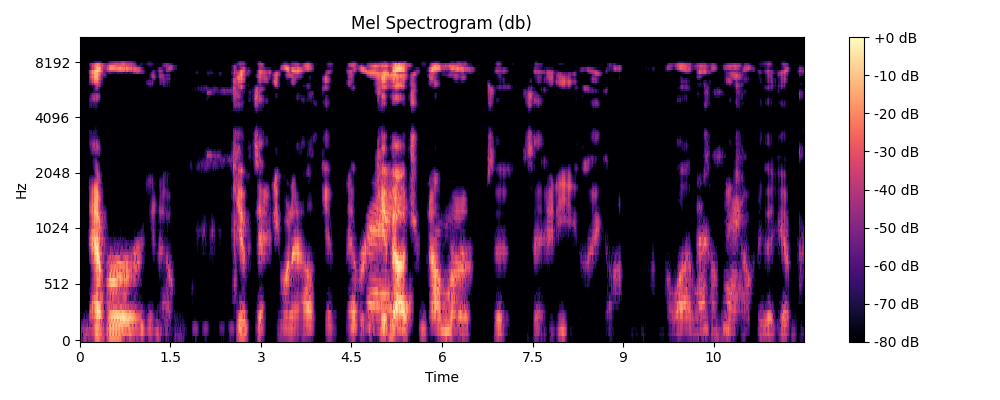 Mel Spectrogram (db)
8192
4096
2048
1024
512
0
Hz
0 1.5 3 4.5 6 7.5 9 10
Time
+0 dB
-10 dB
-20 dB
-30 dB
-40 dB
-50 dB
-60 dB
-70 dB
-80 dB